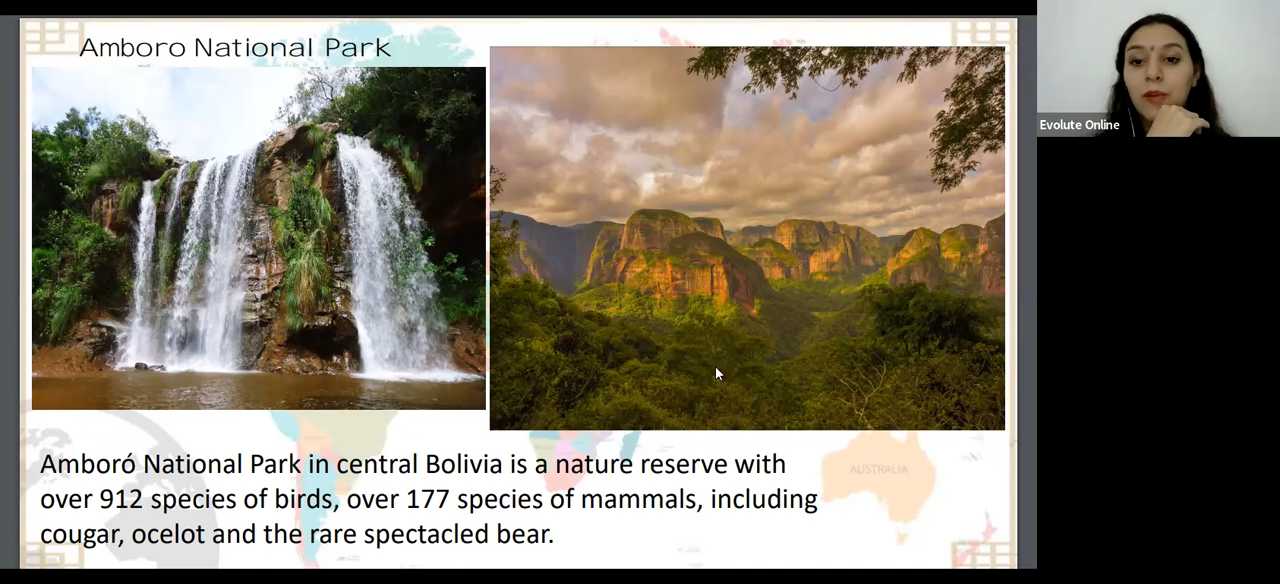 Amboro National Park
Evolute Online
Amboró National Park in central Bolivia is a nature reserve with
over 912 species of birds, over 177 species of mammals, including
cougar, ocelot and the rare spectacled bear.
AUSTRALIA